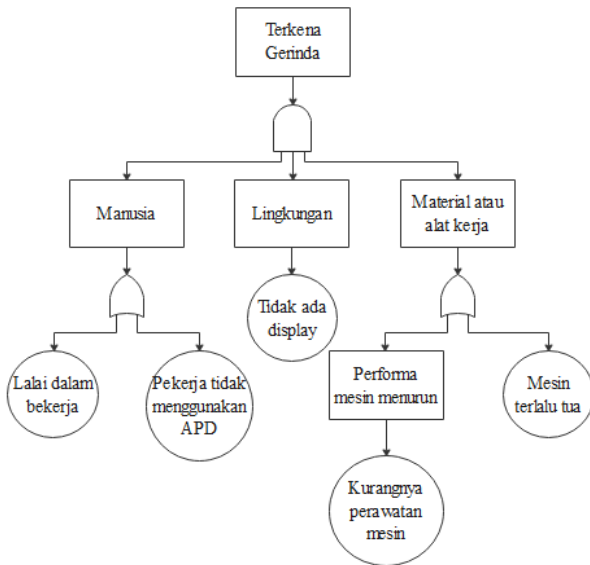 Terkena
Gerinda
Manusia
Lingkungan
Material atau
alat kerja
Tidak ada
display
Lalai dalam
bekerja
Pekerja tidak
menggunakan
APD
Performa
mesin menurun
Mesin
terlalu tua
Kurangnya
perawatan
mesin